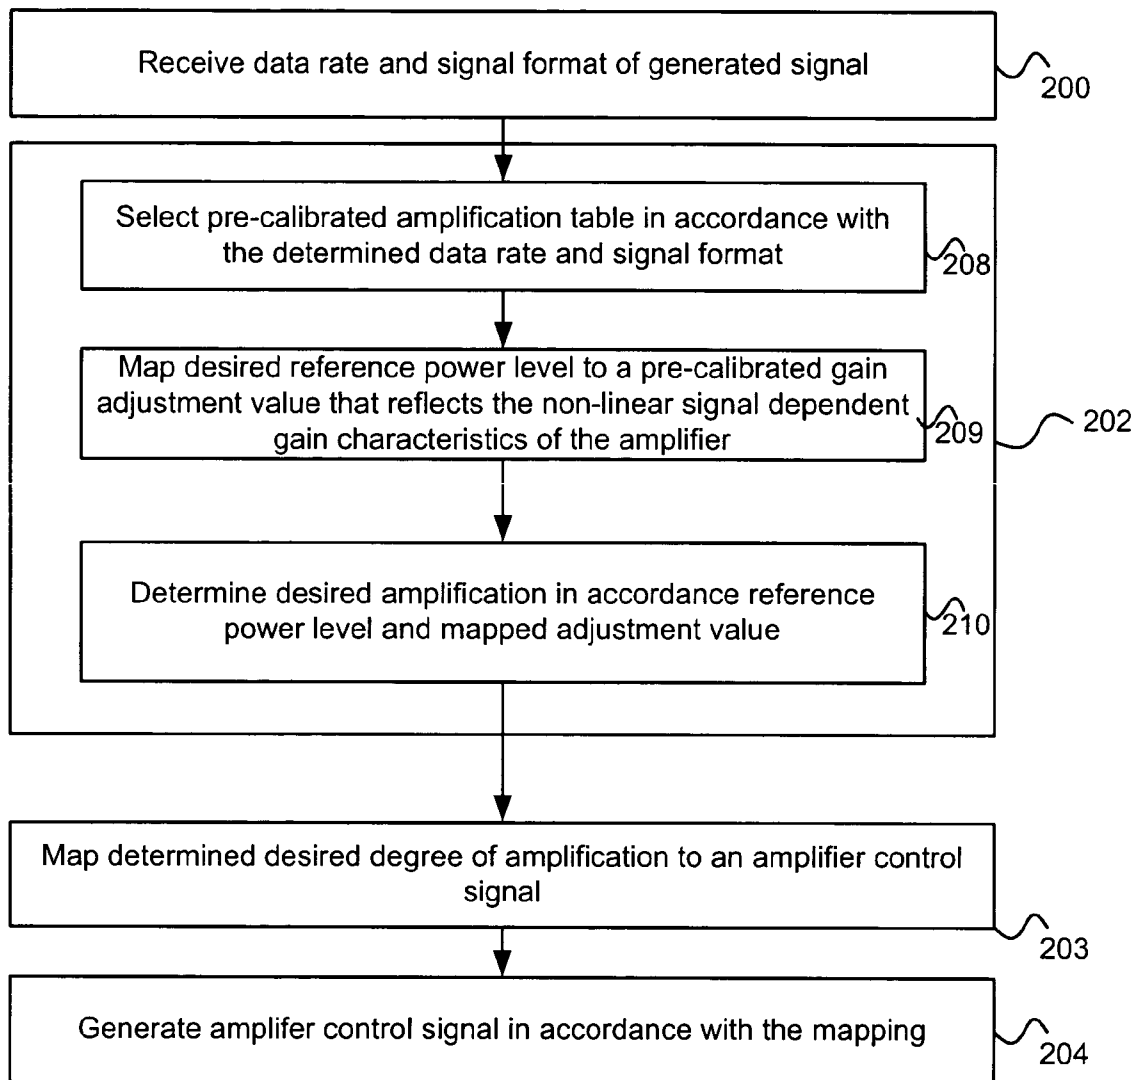 Receive data rate and signal format of generated signal
200
Select pre-calibrated amplification table in accordance with
the determined data rate and signal format
208
Map desired reference power level to a pre-calibrated gain
adjustment value that reflects the non-linear signal dependent
gain characteristics of the amplifier
209
202
Determine desired amplification in accordance reference
power level and mapped adjustment value
210
Map determined desired degree of amplification to an amplifier control
signal
203
Generate amplifer control signal in accordance with the mapping
204